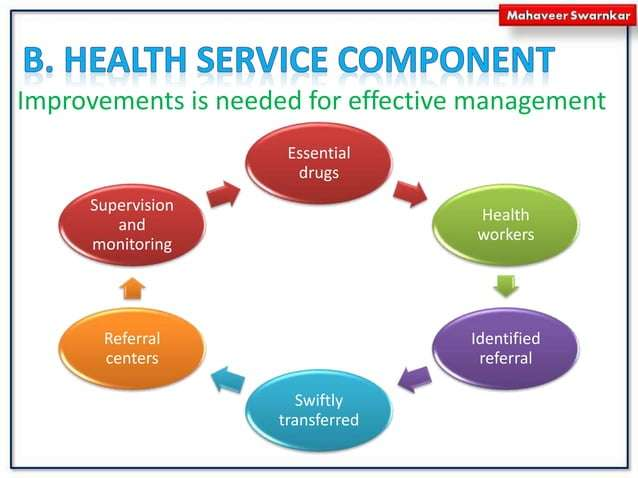 Mahaveer Swarnkar
B. HEALTH SERVICE COMPONENT
Improvements is needed for effective management
Essential
drugs
Health
workers
Identified
referral
Swiftly
transferred
Referral
centers
Supervision
and
monitoring